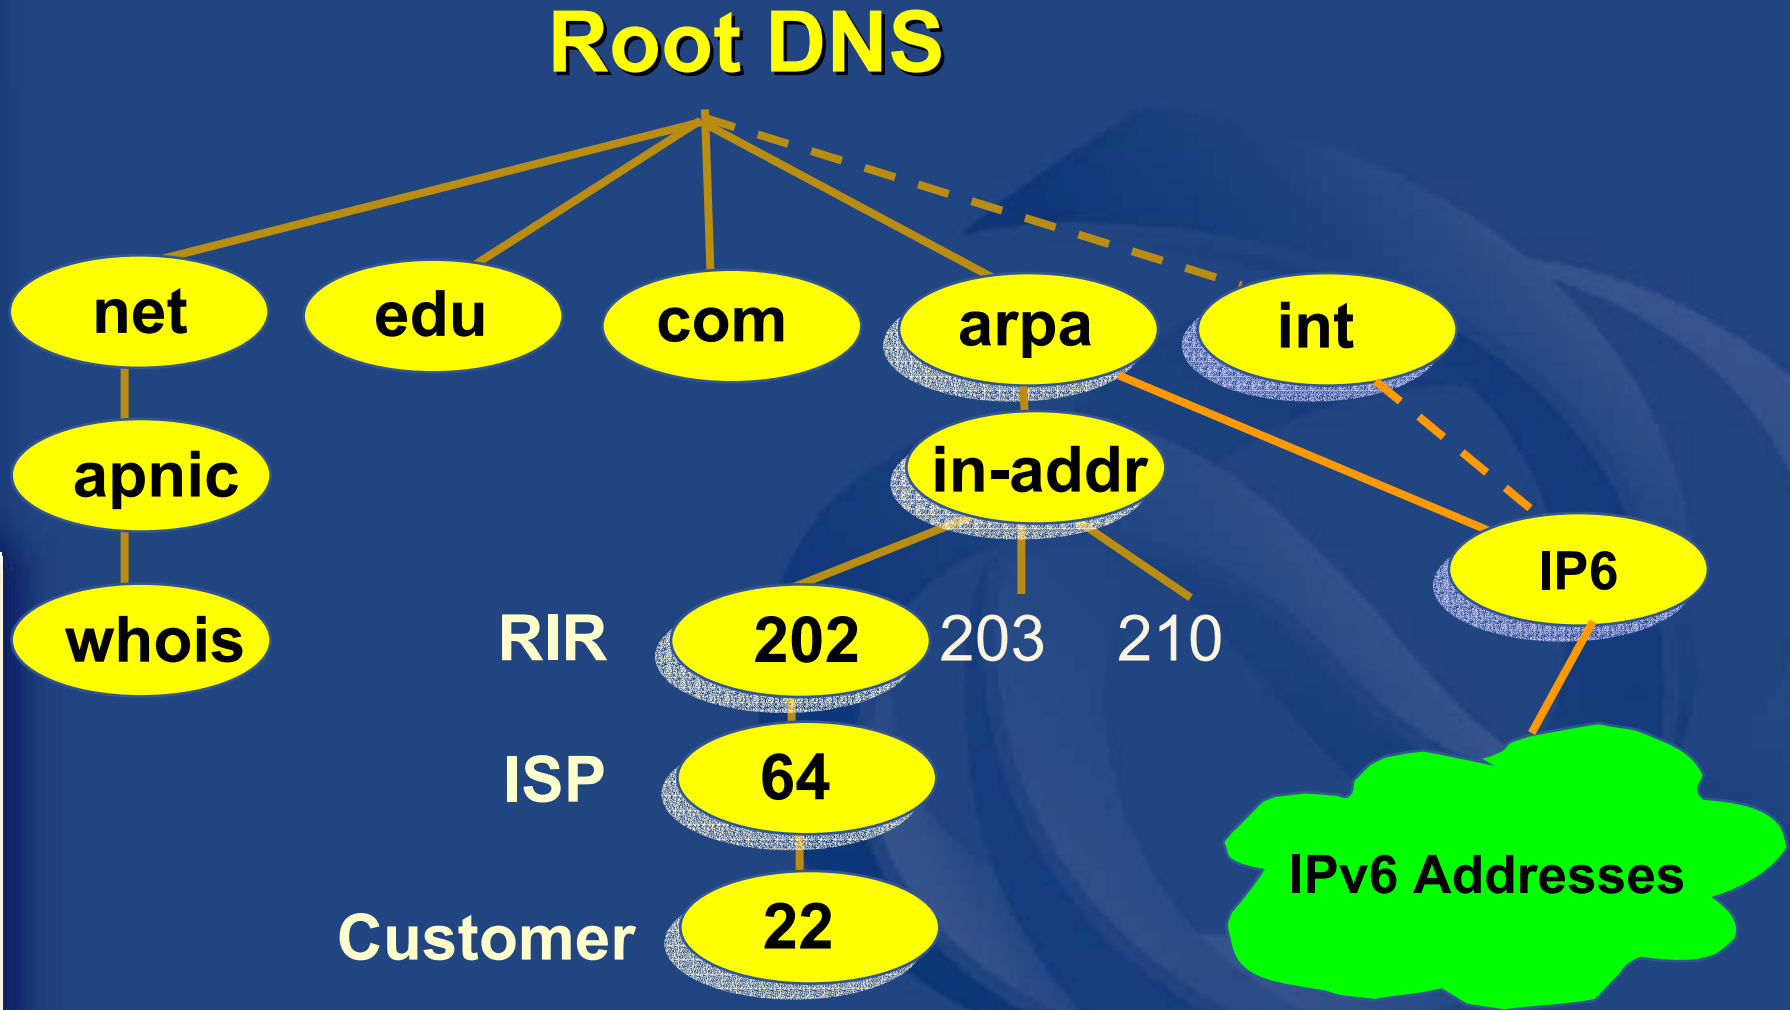 Root DNS
net edu com arpa int
apnic in-addr
IP6
whois RIR 202 203 210
ISP 64
IPv6 Addresses
Customer 22